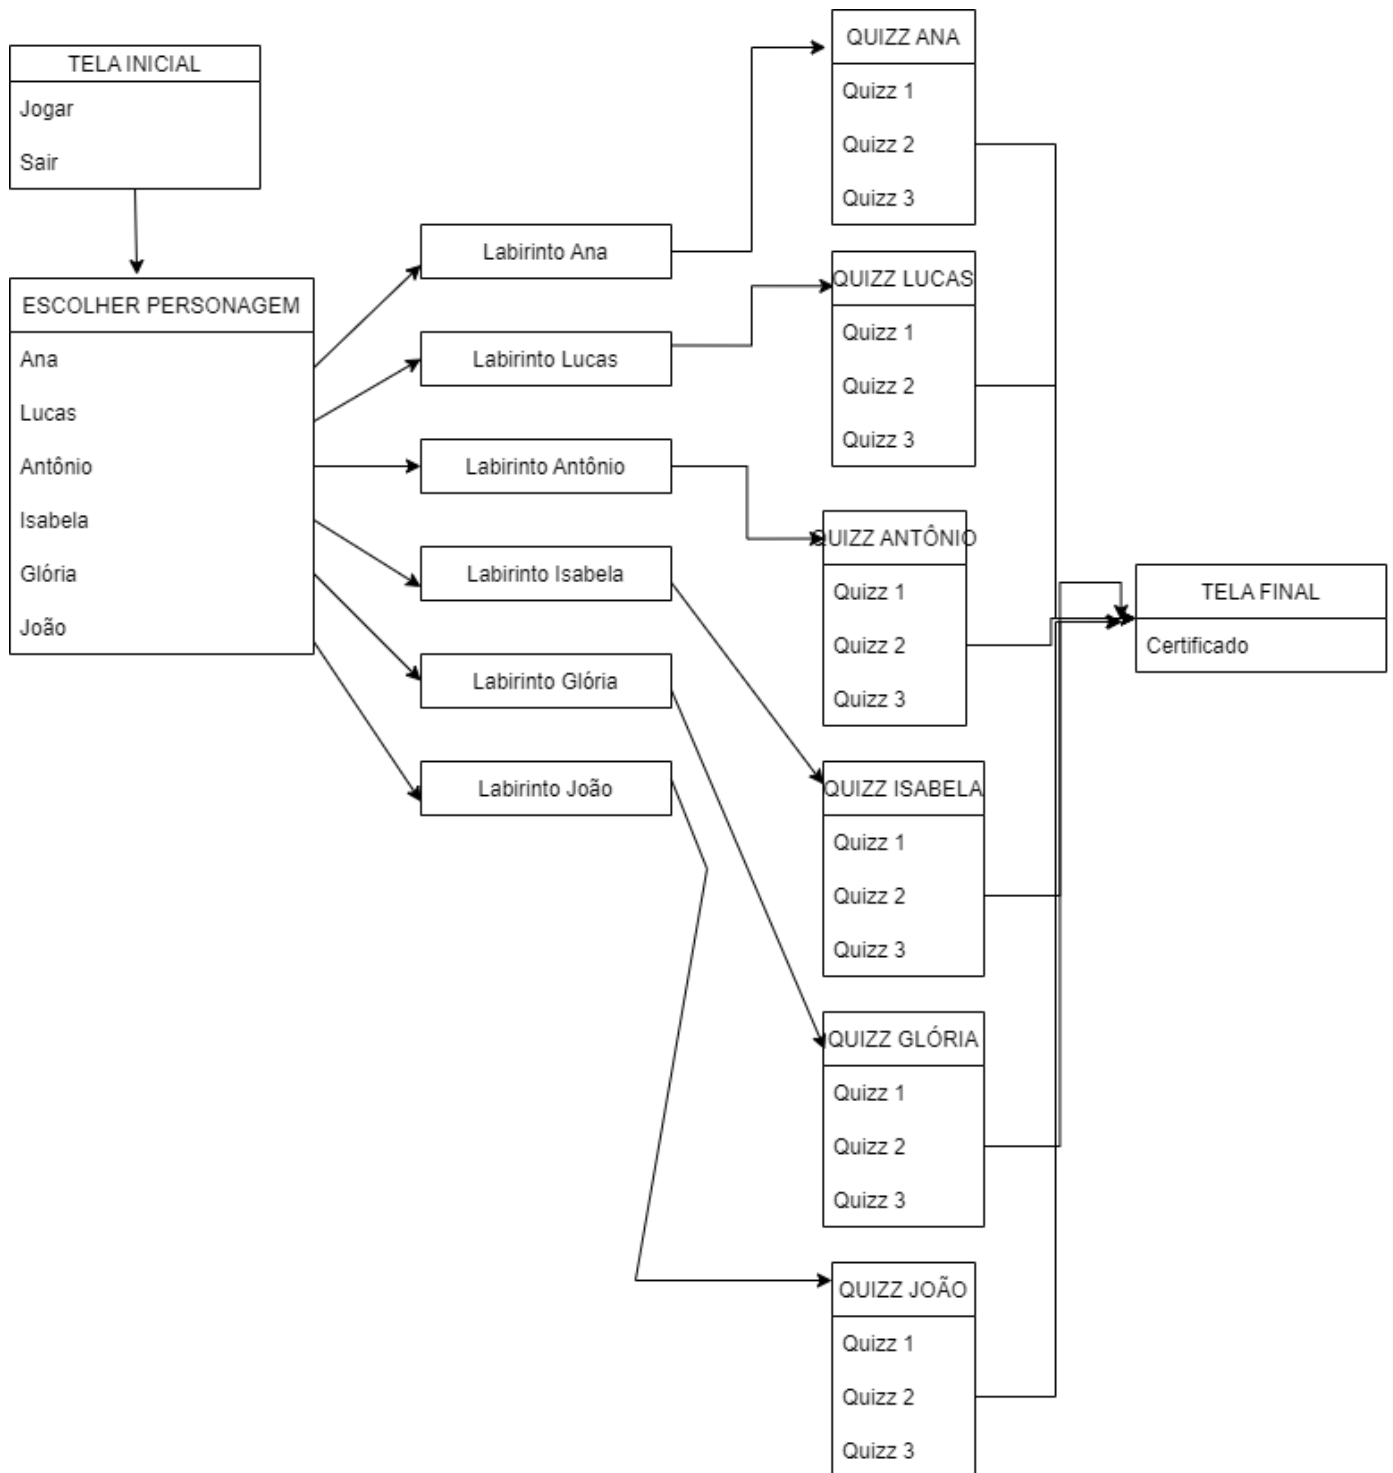 TELA INICIAL
Jogar
Sair
ESCOLHER PERSONAGEM
Ana
Lucas
Antônio
Isabela
Glória
João
Labirinto Ana
Labirinto Lucas
Labirinto Antônio
Labirinto Isabela
Labirinto Glória
Labirinto João
QUIZZ ANA
Quizz 1
Quizz 2
Quizz 3
QUIZZ LUCAS
Quizz 1
Quizz 2
Quizz 3
QUIZZ ANTÔNIO
Quizz 1
Quizz 2
Quizz 3
QUIZZ ISABELA
Quizz 1
Quizz 2
Quizz 3
QUIZZ GLÓRIA
Quizz 1
Quizz 2
Quizz 3
QUIZZ JOÃO
Quizz 1
Quizz 2
Quizz 3
TELA FINAL
Certificado